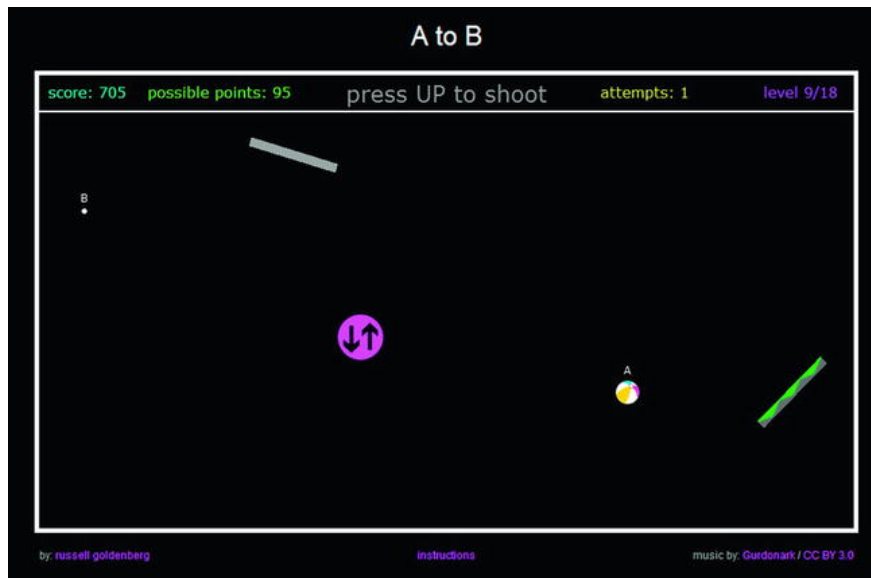 A to B
score: 705 possible points: 95 press UP to shoot attempts: 1 level 9/18
B
A
by: russell goldenberg instructions music by: Gurdonark / CC BY 3.0